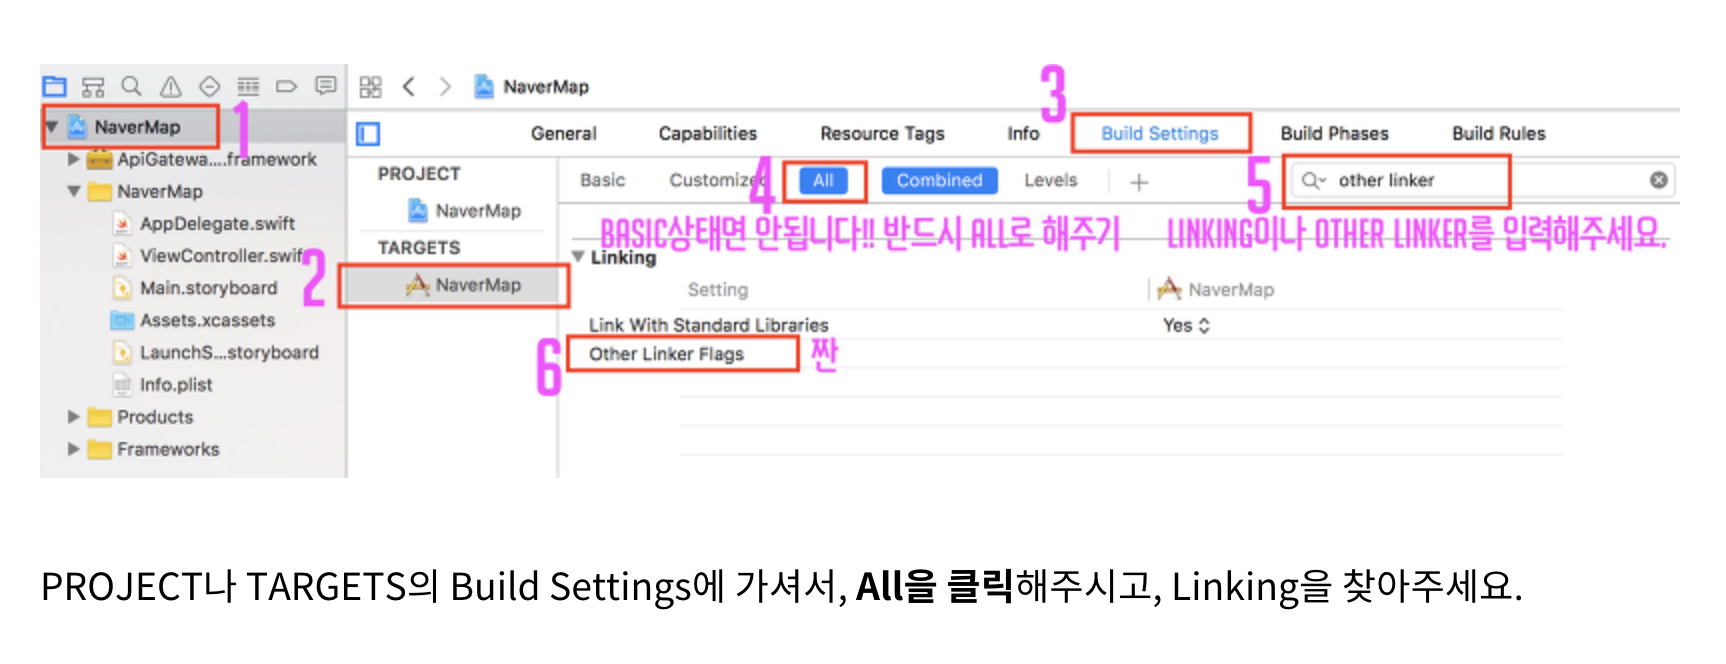 NaverMap
3
NaverMap
1
General Capabilities Resource Tags Info Build Settings Build Phases Build Rules
ApiGatewa....framework
PROJECT
4
Basic Customized All Combined Levels
5
other linker
NaverMap
NaverMap
AppDelegate.swift
BASIC상태면 안됩니다!! 반드시 ALL로 해주기
LINKING이나 OTHER LINKER를 입력해주세요.
TARGETS
ViewController.swif
Linking
2
NaverMap
Main.storyboard
Setting NaverMap
Assets.xcassets
Link With Standard Libraries Yes
LaunchS...storyboard
6
Other Linker Flags
짠
Info.plist
Products
Frameworks
PROJECT나 TARGETS의 Build Settings에 가셔서, All을 클릭해주시고, Linking을 찾아주세요.